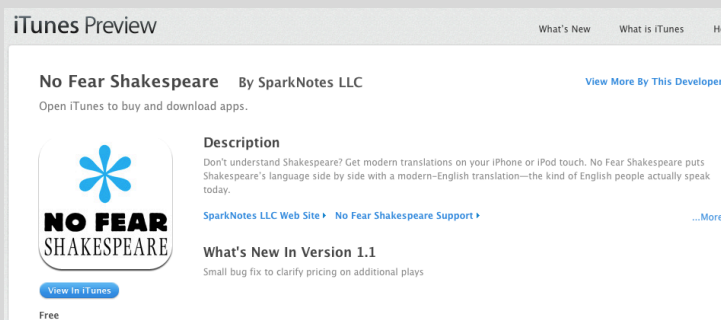 iTunes Preview
What's New What is iTunes
No Fear Shakespeare By SparkNotes LLC
View More By This Developer
Open iTunes to buy and download apps.
NO FEAR
SHAKESPEARE
Description
Don't understand Shakespeare? Get modern translations on your iPhone or iPod touch. No Fear Shakespeare puts
Shakespeare's language side by side with a modern-English translation—the kind of English people actually speak
today.
SparkNotes LLC Web Site No Fear Shakespeare Support ...More
What's New In Version 1.1
Small bug fix to clarify pricing on additional plays
View In iTunes
Free